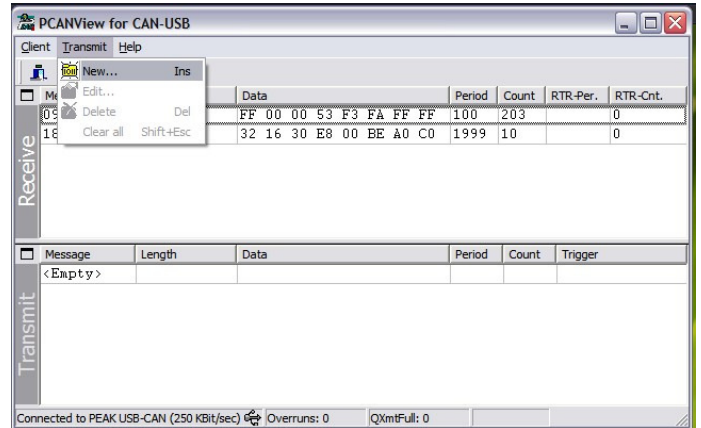 PCANView for CAN-USB
Client Transmit Help
New... Ins
Edit...
Delete Del
Clear all Shift+Esc
Data Period Count RTR-Per. RTR-Cnt.
FF 00 00 53 F3 FA FF FF 100 203 0
32 16 30 E8 00 BE A0 C0 1999 10 0
Receive
Message Length Data Period Count Trigger
<Empty>
Transmit
Connected to PEAK USB-CAN (250 KBit/sec) Overruns: 0 QXmtFull: 0